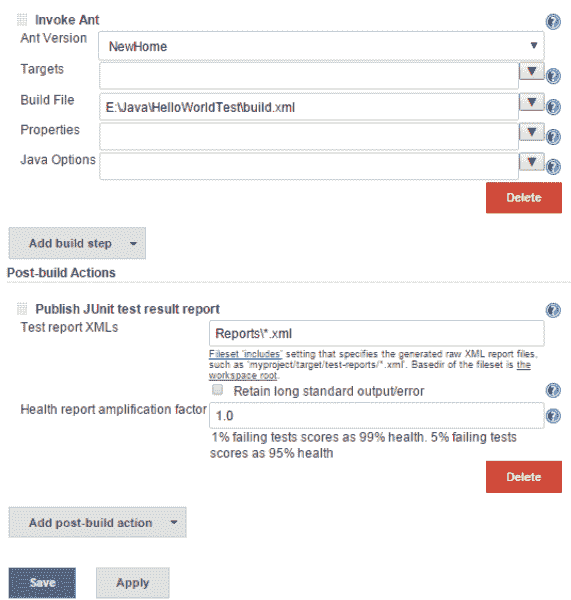 Invoke Ant
Ant Version
NewHome
Targets
Build File
E:\Java\HelloWorldTest\build.xml
Properties
Java Options
Delete
Add build step
Post-build Actions
Publish JUnit test result report
Test report XMLs
Reports\*.xml
Fileset 'includes' setting that specifies the generated raw XML report files,
such as 'myproject/target/test-reports/*.xml'. Basedir of the fileset is the
workspace root.
Retain long standard output/error
Health report amplification factor
1.0
1% failing tests scores as 99% health. 5% failing tests
scores as 95% health
Delete
Add post-build action
Save
Apply